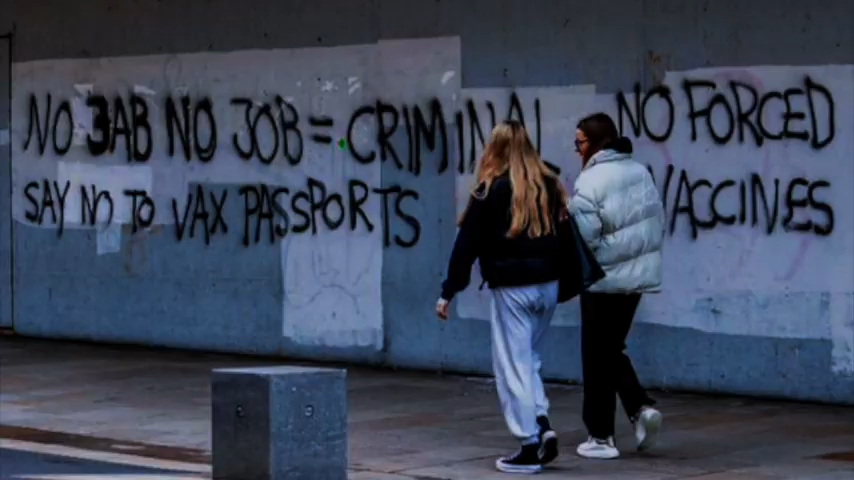 NO JAB NO JOB = CRIMINAL
SAY NO TO VAX PASSPORTS
NO FORCED
VACCINES